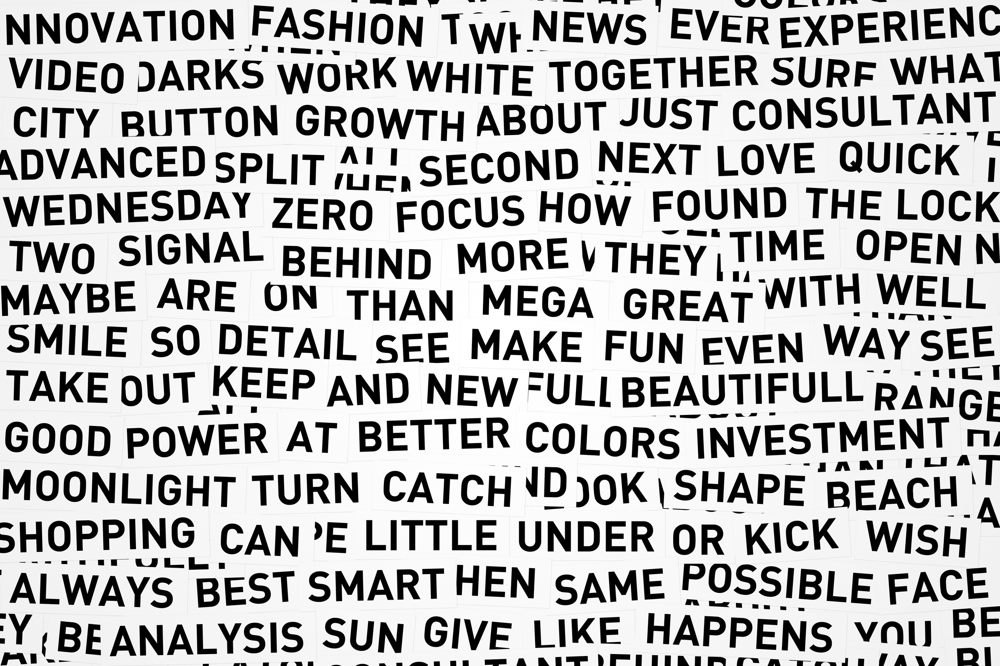 NNOVATION FASHION NEWS EVER EXPERIENC
VIDEO DARKS WORK WHITE TOGETHER SURF WHAT
CITY BUTTON GROWTH ABOUT JUST CONSULTANT
ADVANCED SPLIT ALL SECOND NEXT LOVE QUICK
WEDNESDAY ZERO FOCUS HOW FOUND THE LOCK
TWO SIGNAL BEHIND MORE THEY TIME OPEN N
MAYBE ARE ON THAN MEGA GREAT WITH WELL
SMILE SO DETAIL SEE MAKE FUN EVEN WAY SEE
TAKE OUT KEEP AND NEW FULL BEAUTIFULL RAN GE
GOOD POWER AT BETTER COLORS INVESTMENT
MOONLIGHT TURN CATCH ND OOK SHAPE BEACH
SHOPPING CAN PE LITTLE UNDER OR KICK WISH
ALWAYS BEST SMART HEN SAME POSSIBLE FACE
EY BE ANALYSIS SUN GIVE LIKE HAPPENS YOU BE